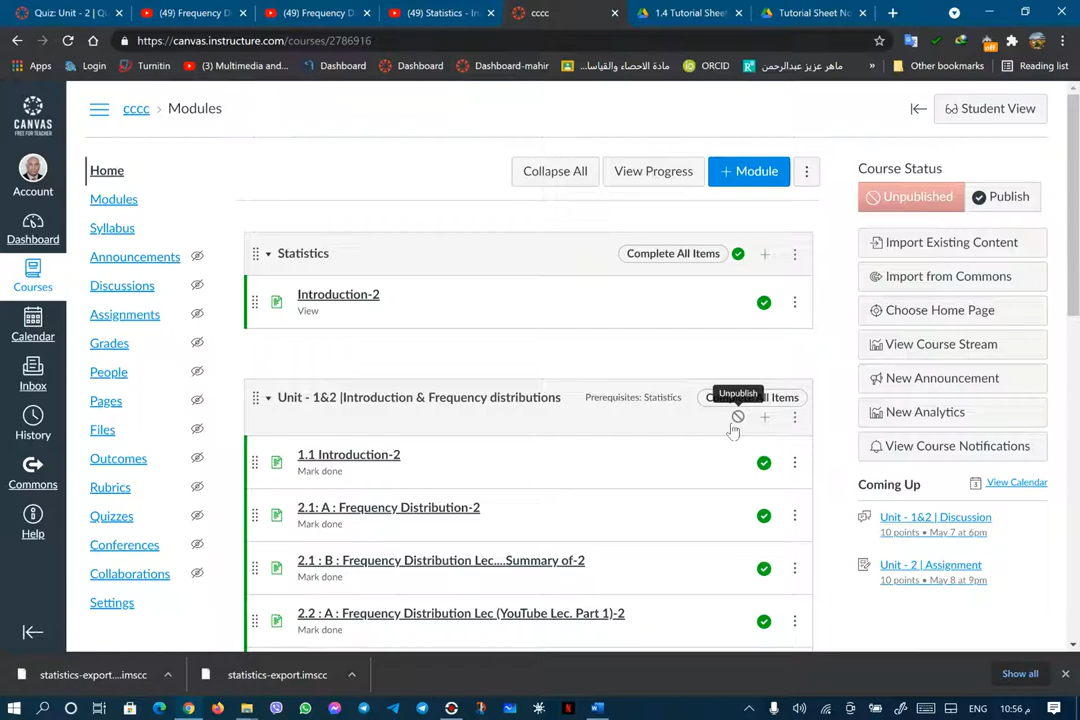 Quiz: Unit - 2 | Q
(49) Frequency D
(49) Frequency D
(49) Statistics - In
cccc
1.4 Tutorial Sheet
Tutorial Sheet No
https://canvas.instructure.com/courses/2786916
off
Apps
Login
Turnitin
(3) Multimedia and...
Dashboard
Dashboard
Dashboard-mahir
مادة الاحصاء والقياسا...
ORCID
ماهر عزيز عبدالرحمن
»
Other bookmarks
Reading list
CANVAS
FREE FOR TEACHER
Account
Dashboard
Courses
Calendar
Inbox
History
Commons
Help
cccc › Modules
Student View
Home
Modules
Syllabus
Announcements
Discussions
Assignments
Grades
People
Pages
Files
Outcomes
Rubrics
Quizzes
Conferences
Collaborations
Settings
Collapse All
View Progress
+ Module
Statistics
Complete All Items
Introduction-2
View
Unit - 1&2 |Introduction & Frequency distributions
Prerequisites: Statistics
Items
Unpublish
1.1 Introduction-2
Mark done
2.1: A : Frequency Distribution-2
Mark done
2.1 : B : Frequency Distribution Lec....Summary of-2
Mark done
2.2 : A : Frequency Distribution Lec (YouTube Lec. Part 1)-2
Mark done
Course Status
Unpublished
Publish
Import Existing Content
Import from Commons
Choose Home Page
View Course Stream
New Announcement
New Analytics
View Course Notifications
Coming Up
View Calendar
Unit - 1&2 | Discussion
10 points • May 7 at 6pm
Unit - 2 | Assignment
10 points • May 8 at 9pm
statistics-export....imscc
statistics-export.imscc
Show all
ENG
10:56 م